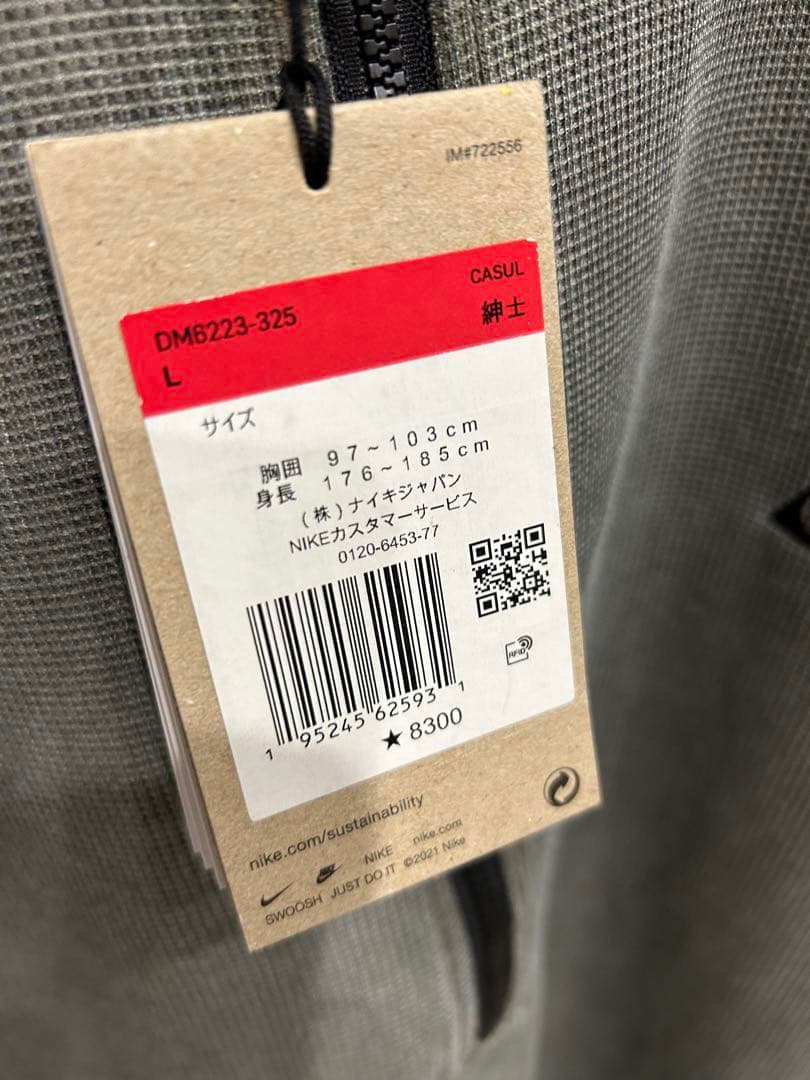 IM#722556
CASUL
DM6223-325
紳士
L
サイズ
胸囲 97～103cm
身長 176～185cm
(株)ナイキジャパン
NIKEカスタマーサービス
0120-6453-77
RFID
1 95245 62593 1
★8300
nike.com/sustainability
NIKE nike.com
SWOOSH JUST DO IT ©2021 Nike